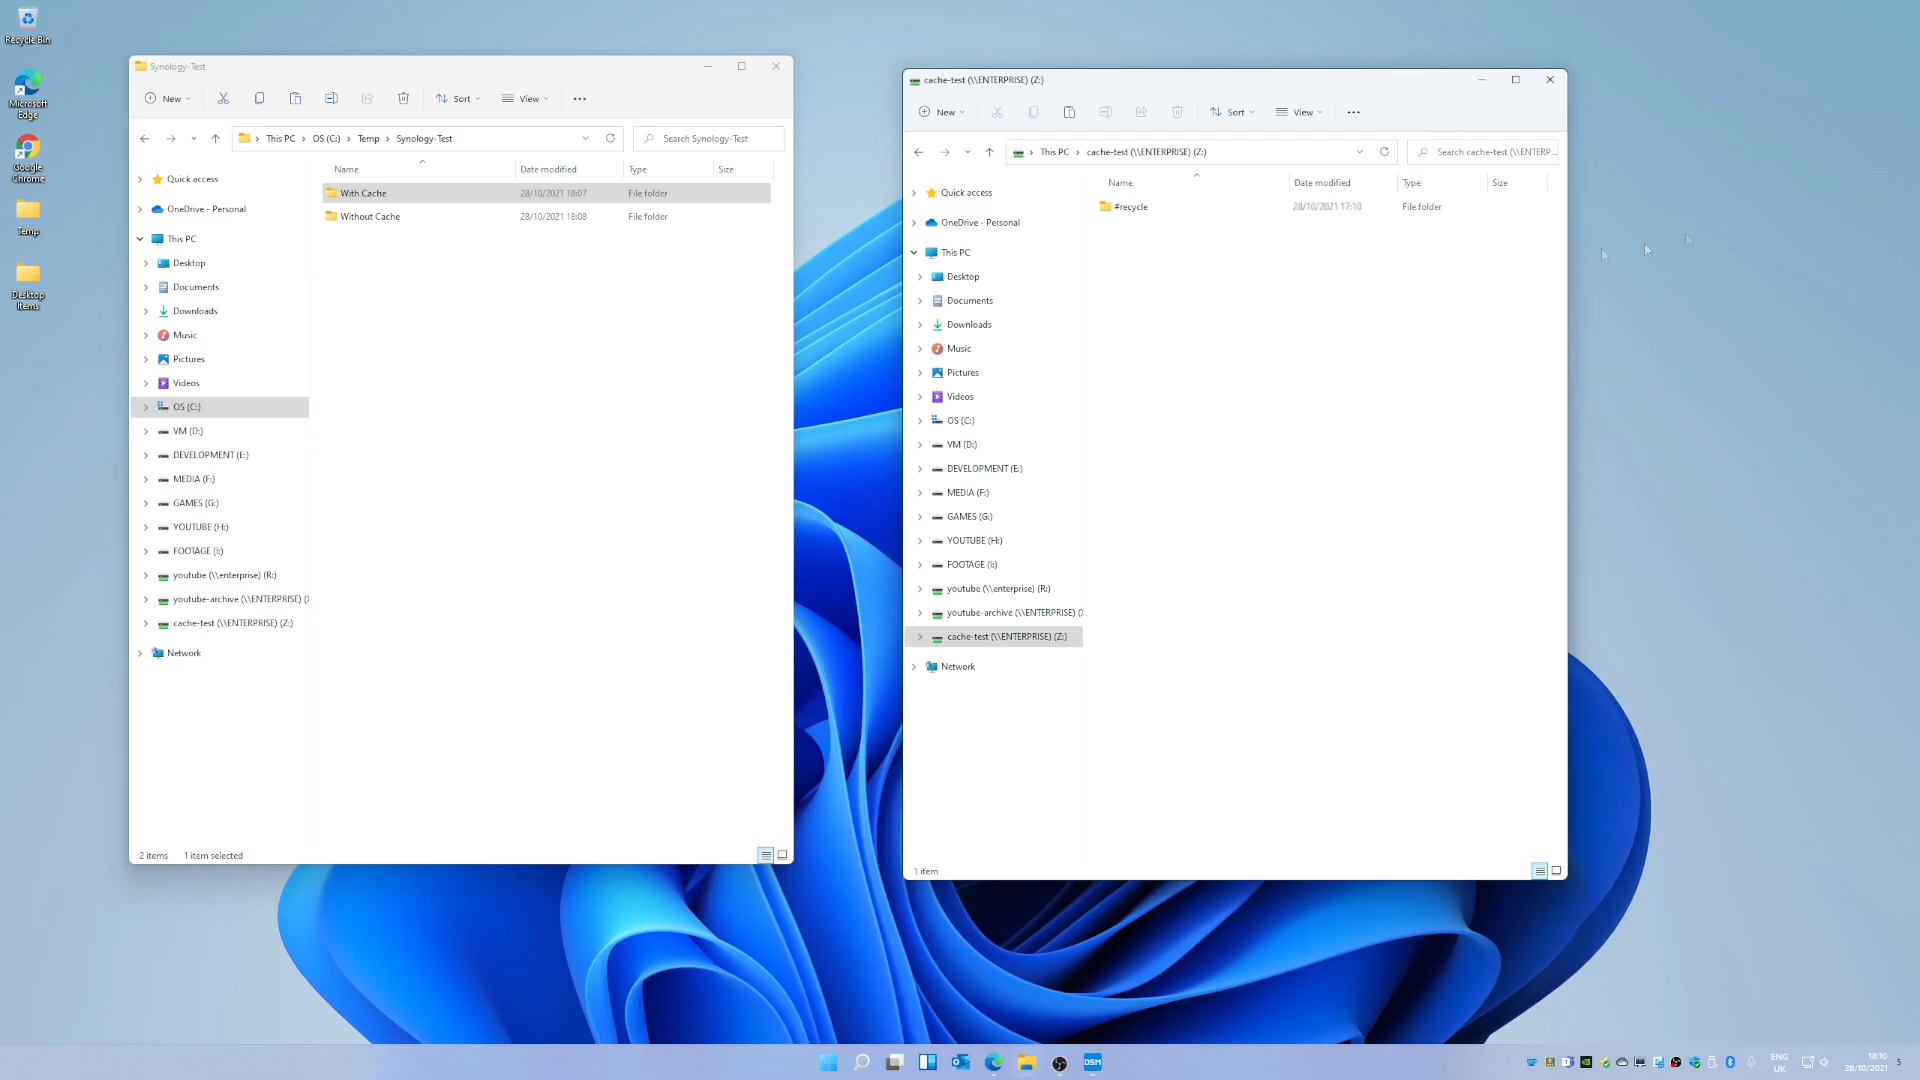 Recycle Bin
Microsoft Edge
Google Chrome
Temp
Desktop Items
Synology-Test
New
Sort
View
This PC > OS (C:) > Temp > Synology-Test
Search Synology-Test
Name
Date modified
Type
Size
With Cache
28/10/2021 18:07
File folder
Without Cache
28/10/2021 18:08
File folder
Quick access
OneDrive - Personal
This PC
Desktop
Documents
Downloads
Music
Pictures
Videos
OS (C:)
VM (D:)
DEVELOPMENT (E:)
MEDIA (F:)
GAMES (G:)
YOUTUBE (H:)
FOOTAGE (I:)
youtube (\\enterprise) (R:)
youtube-archive (\\ENTERPRISE) (
cache-test (\\ENTERPRISE) (Z:)
Network
2 items
1 item selected
cache-test (\\ENTERPRISE) (Z:)
New
Sort
View
This PC > cache-test (\\ENTERPRISE) (Z:)
Search cache-test (\\ENTERP...
Name
Date modified
Type
Size
#recycle
28/10/2021 17:10
File folder
Quick access
OneDrive - Personal
This PC
Desktop
Documents
Downloads
Music
Pictures
Videos
OS (C:)
VM (D:)
DEVELOPMENT (E:)
MEDIA (F:)
GAMES (G:)
YOUTUBE (H:)
FOOTAGE (I:)
youtube (\\enterprise) (R:)
youtube-archive (\\ENTERPRISE) (
cache-test (\\ENTERPRISE) (Z:)
Network
1 item
DSM
ENG
UK
18:10
28/10/2021
5